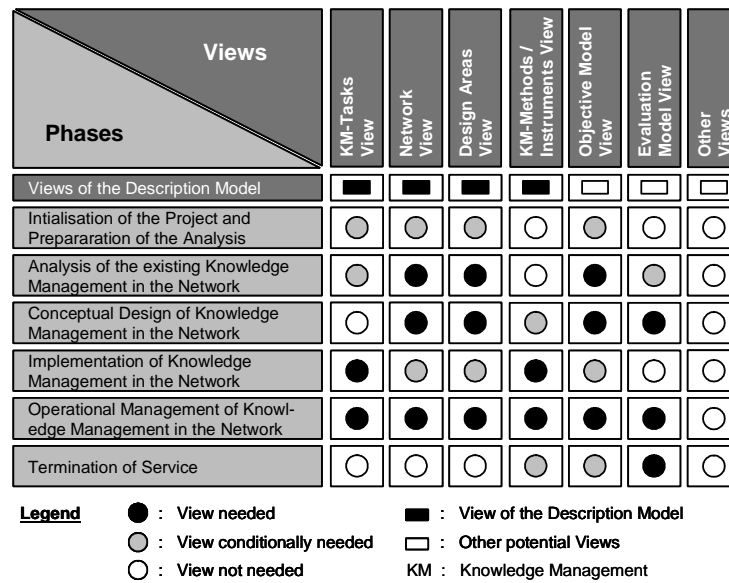 Views
Phases
KM-Tasks
View
Network
View
Design Areas
View
KM-Methods /
Instruments View
Objective Model
View
Evaluation
Model View
Other
Views
Views of the Description Model
Intialisation of the Project and
Prepararation of the Analysis
Analysis of the existing Knowledge
Management in the Network
Conceptual Design of Knowledge
Management in the Network
Implementation of Knowledge
Management in the Network
Operational Management of Knowl-
edge Management in the Network
Termination of Service
Legend
: View needed
: View conditionally needed
: View not needed
: View of the Description Model
: Other potential Views
KM : Knowledge Management